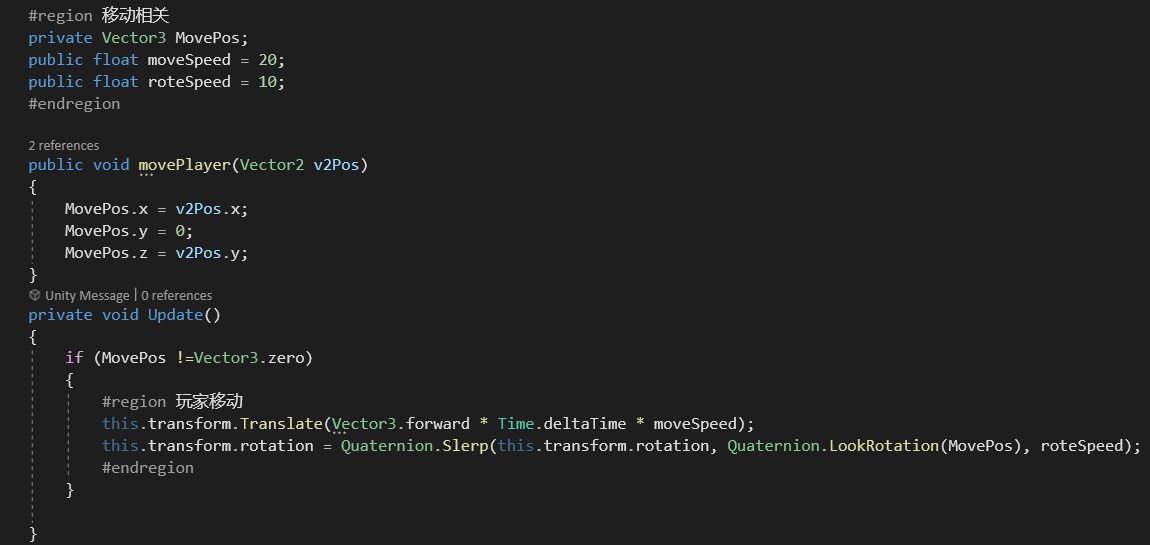 #region 移动相关
private Vector3 MovePos;
public float moveSpeed = 20;
public float roteSpeed = 10;
#endregion
2 references
public void movePlayer(Vector2 v2Pos)
{
MovePos.x = v2Pos.x;
MovePos.y = 0;
MovePos.z = v2Pos.y;
}
Unity Message | 0 references
private void Update()
{
if (MovePos !=Vector3.zero)
{
#region 玩家移动
this.transform.Translate(Vector3.forward * Time.deltaTime * moveSpeed);
this.transform.rotation = Quaternion.Slerp(this.transform.rotation, Quaternion.LookRotation(MovePos), roteSpeed);
#endregion
}
}